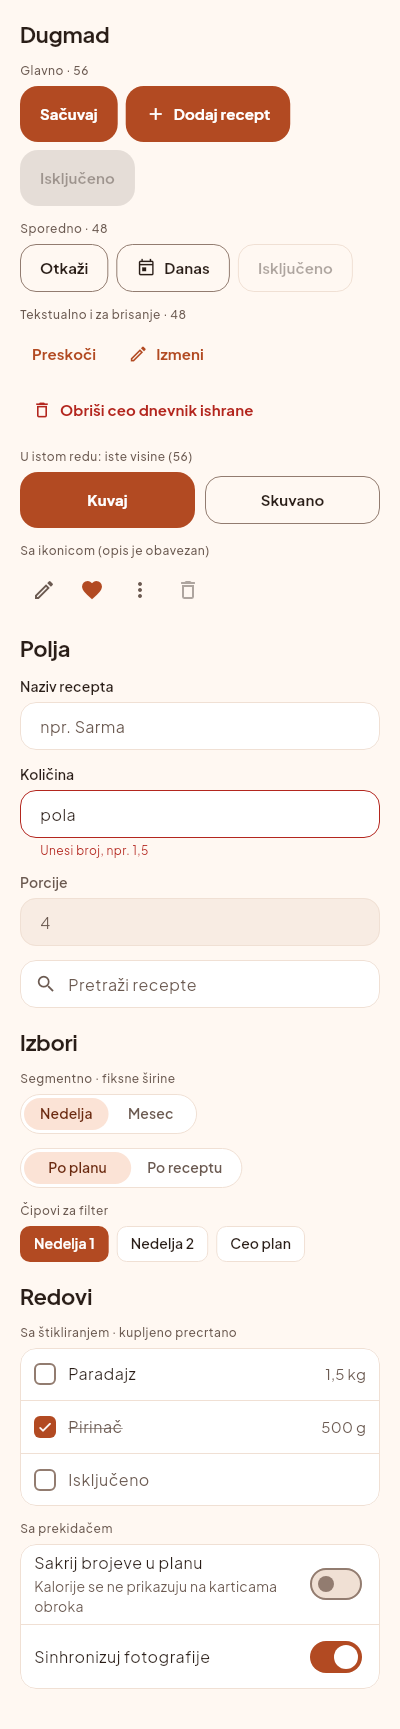 Dugmad
Glavno · 56
Sačuvaj
Dodaj recept
Isključeno
Sporedno · 48
Otkaži
Danas
Isključeno
Tekstualno i za brisanje · 48
Preskoči
Izmeni
Obriši ceo dnevnik ishrane
U istom redu: iste visine (56)
Kuvaj
Skuvano
Sa ikonicom (opis je obavezan)
Polja
Naziv recepta
npr. Sarma
Količina
pola
Unesi broj, npr. 1,5
Porcije
4
Pretraži recepte
Izbori
Segmentno · fiksne širine
Nedelja
Mesec
Po planu
Po receptu
Čipovi za filter
Nedelja 1
Nedelja 2
Ceo plan
Redovi
Sa štikliranjem · kupljeno precrtano
Paradajz
1,5 kg
Pirinač
500 g
Isključeno
Sa prekidačem
Sakrij brojeve u planu
Kalorije se ne prikazuju na karticama
obroka
Sinhronizuj fotografije